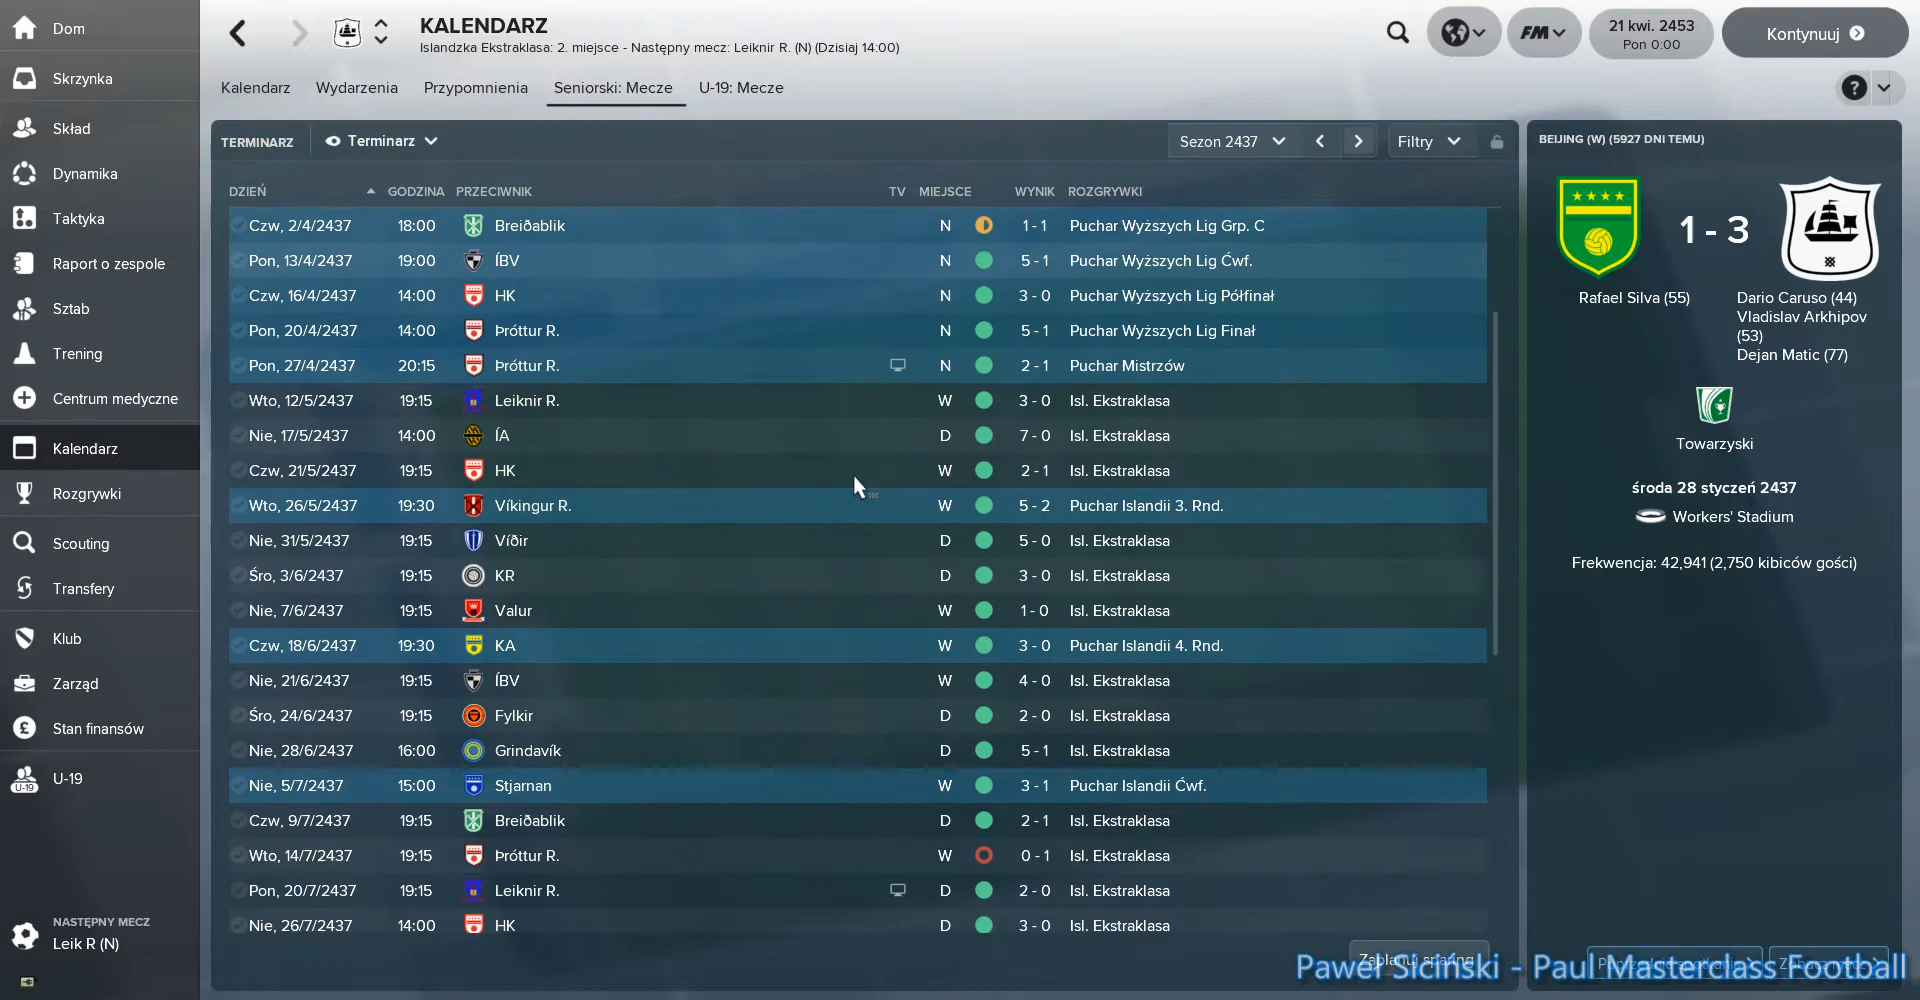 Dom
Skrzynka
Skład
Dynamika
Taktyka
Raport o zespole
Sztab
Trening
Centrum medyczne
Kalendarz
Rozgrywki
Scouting
Transfery
Klub
Zarząd
Stan finansów
U-19
U-19
NASTĘPNY MECZ
Leik R (N)
KALENDARZ
Islandzka Ekstraklasa: 2. miejsce - Następny mecz: Leiknir R. (N) (Dzisiaj 14:00)
FM
21 kwi. 2453
Pon 0:00
Kontynuuj
Kalendarz Wydarzenia Przypomnienia Seniorski: Mecze U-19: Mecze
?
TERMINARZ Terminarz Sezon 2437 Filtry
DZIEŃ GODZINA PRZECIWNIK TV MIEJSCE WYNIK ROZGRYWKI
Czw, 2/4/2437 18:00 Breiðablik N 1 - 1 Puchar Wyższych Lig Grp. C
Pon, 13/4/2437 19:00 ÍBV N 5 - 1 Puchar Wyższych Lig Ćwf.
Czw, 16/4/2437 14:00 HK N 3 - 0 Puchar Wyższych Lig Półfinał
Pon, 20/4/2437 14:00 Þróttur R. N 5 - 1 Puchar Wyższych Lig Finał
Pon, 27/4/2437 20:15 Þróttur R. N 2 - 1 Puchar Mistrzów
Wto, 12/5/2437 19:15 Leiknir R. W 3 - 0 Isl. Ekstraklasa
Nie, 17/5/2437 14:00 ÍA D 7 - 0 Isl. Ekstraklasa
Czw, 21/5/2437 19:15 HK W 2 - 1 Isl. Ekstraklasa
Wto, 26/5/2437 19:30 Víkingur R. W 5 - 2 Puchar Islandii 3. Rnd.
Nie, 31/5/2437 19:15 Víðir D 5 - 0 Isl. Ekstraklasa
Śro, 3/6/2437 19:15 KR D 3 - 0 Isl. Ekstraklasa
Nie, 7/6/2437 19:15 Valur W 1 - 0 Isl. Ekstraklasa
Czw, 18/6/2437 19:30 KA W 3 - 0 Puchar Islandii 4. Rnd.
Nie, 21/6/2437 19:15 ÍBV W 4 - 0 Isl. Ekstraklasa
Śro, 24/6/2437 19:15 Fylkir D 2 - 0 Isl. Ekstraklasa
Nie, 28/6/2437 16:00 Grindavík D 5 - 1 Isl. Ekstraklasa
Nie, 5/7/2437 15:00 Stjarnan W 3 - 1 Puchar Islandii Ćwf.
Czw, 9/7/2437 19:15 Breiðablik D 2 - 1 Isl. Ekstraklasa
Wto, 14/7/2437 19:15 Þróttur R. W 0 - 1 Isl. Ekstraklasa
Pon, 20/7/2437 19:15 Leiknir R. D 2 - 0 Isl. Ekstraklasa
Nie, 26/7/2437 14:00 HK D 3 - 0 Isl. Ekstraklasa
Zaplanuj sparing
BEIJING (W) (5927 DNI TEMU)
1 - 3
Rafael Silva (55)
Dario Caruso (44)
Vladislav Arkhipov
(53)
Dejan Matic (77)
Towarzyski
środa 28 styczeń 2437
Workers' Stadium
Frekwencja: 42,941 (2,750 kibiców gości)
Paweł Siciński - Paul Masterclass Football